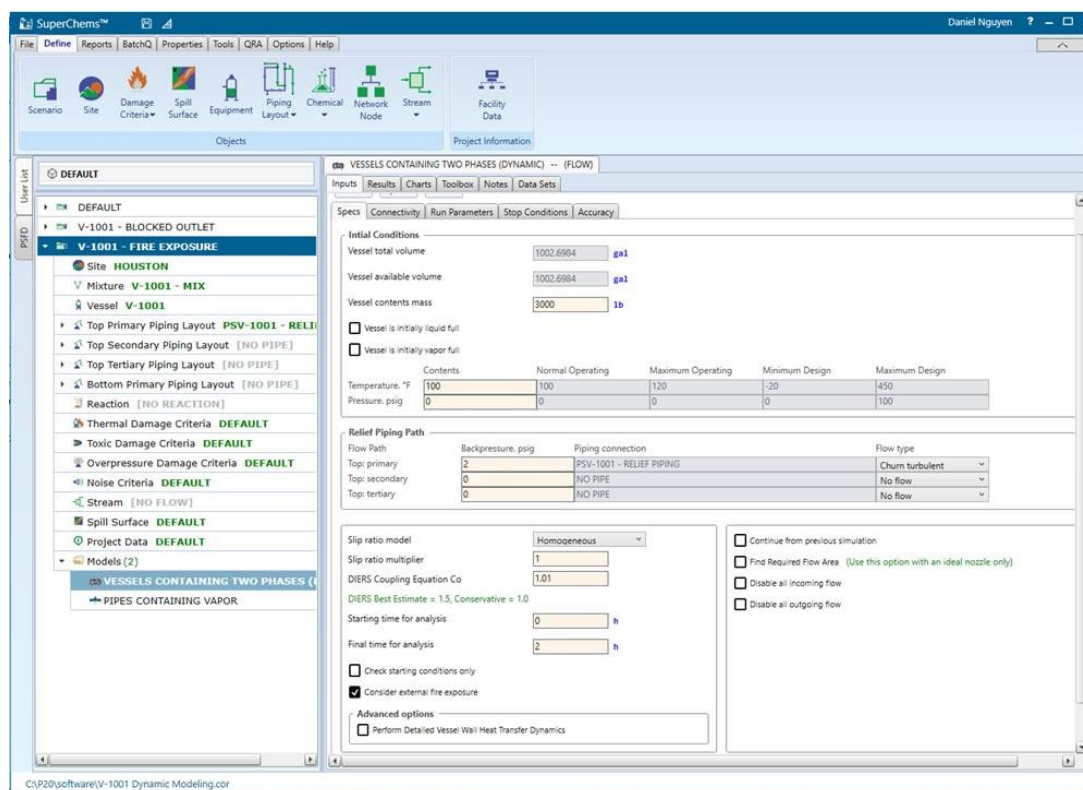 SuperChems™
Daniel Nguyen ?
File Define Reports BatchQ Properties Tools QRA Options Help
Scenario Site Damage Criteria Spill Surface Equipment Piping Layout Chemical Network Node Stream Facility Data
Objects Project Information
User List
PSFD
DEFAULT
DEFAULT
V-1001 - BLOCKED OUTLET
V-1001 - FIRE EXPOSURE
Site HOUSTON
Mixture V-1001 - MIX
Vessel V-1001
Top Primary Piping Layout PSV-1001 - RELI
Top Secondary Piping Layout [NO PIPE]
Top Tertiary Piping Layout [NO PIPE]
Bottom Primary Piping Layout [NO PIPE]
Reaction [NO REACTION]
Thermal Damage Criteria DEFAULT
Toxic Damage Criteria DEFAULT
Overpressure Damage Criteria DEFAULT
Noise Criteria DEFAULT
Stream [NO FLOW]
Spill Surface DEFAULT
Project Data DEFAULT
Models (2)
VESSELS CONTAINING TWO PHASES (
PIPES CONTAINING VAPOR
VESSELS CONTAINING TWO PHASES (DYNAMIC) -- (FLOW)
Inputs Results Charts Toolbox Notes Data Sets
Specs Connectivity Run Parameters Stop Conditions Accuracy
Intial Conditions
Vessel total volume 1002.6984 gal
Vessel available volume 1002.6984 gal
Vessel contents mass 3000 lb
Vessel is initially liquid full
Vessel is initially vapor full
Contents Normal Operating Maximum Operating Minimum Design Maximum Design
Temperature. °F 100 100 120 -20 450
Pressure. psig 0 0 0 0 100
Relief Piping Path
Flow Path Backpressure. psig Piping connection Flow type
Top: primary 2 PSV-1001 - RELIEF PIPING Churn turbulent
Top: secondary 0 NO PIPE No flow
Top: tertiary 0 NO PIPE No flow
Slip ratio model Homogeneous
Slip ratio multiplier 1
DIERS Coupling Equation Co 1.01
DIERS Best Estimate = 1.5, Conservative = 1.0
Starting time for analysis 0 h
Final time for analysis 2 h
Check starting conditions only
Consider external fire exposure
Advanced options
Perform Detailed Vessel Wall Heat Transfer Dynamics
Continue from previous simulation
Find Required Flow Area (Use this option with an ideal nozzle only)
Disable all incoming flow
Disable all outgoing flow
C:\P20\software\V-1001 Dynamic Modeling.cor